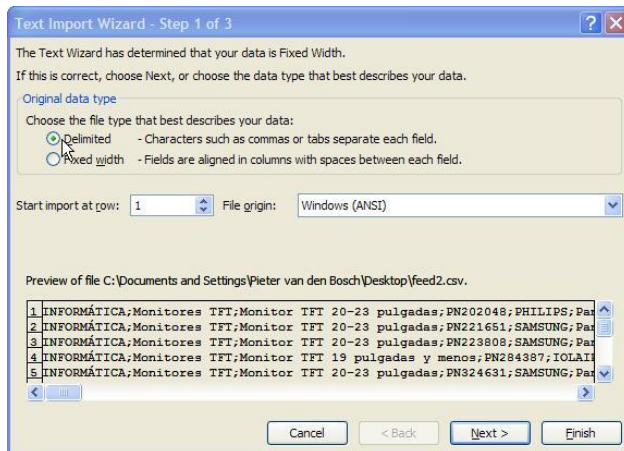 Text Import Wizard - Step 1 of 3
The Text Wizard has determined that your data is Fixed Width.
If this is correct, choose Next, or choose the data type that best describes your data.
Original data type
Choose the file type that best describes your data:
Delimited - Characters such as commas or tabs separate each field.
Fixed width - Fields are aligned in columns with spaces between each field.
Start import at row: 1 File origin: Windows (ANSI)
Preview of file C:\Documents and Settings\Pieter van den Bosch\Desktop\feed2.csv.
1 INFORMÁTICA;Monitores TFT;Monitor TFT 20-23 pulgadas;PN202048;PHILIPS;Par
2 INFORMÁTICA;Monitores TFT;Monitor TFT 20-23 pulgadas;PN221651;SAMSUNG;Par
3 INFORMÁTICA;Monitores TFT;Monitor TFT 20-23 pulgadas;PN223808;SAMSUNG;Par
4 INFORMÁTICA;Monitores TFT;Monitor TFT 19 pulgadas y menos;PN284387;IOLAI
5 INFORMÁTICA;Monitores TFT;Monitor TFT 20-23 pulgadas;PN324631;SAMSUNG;Par
Cancel < Back Next > Finish